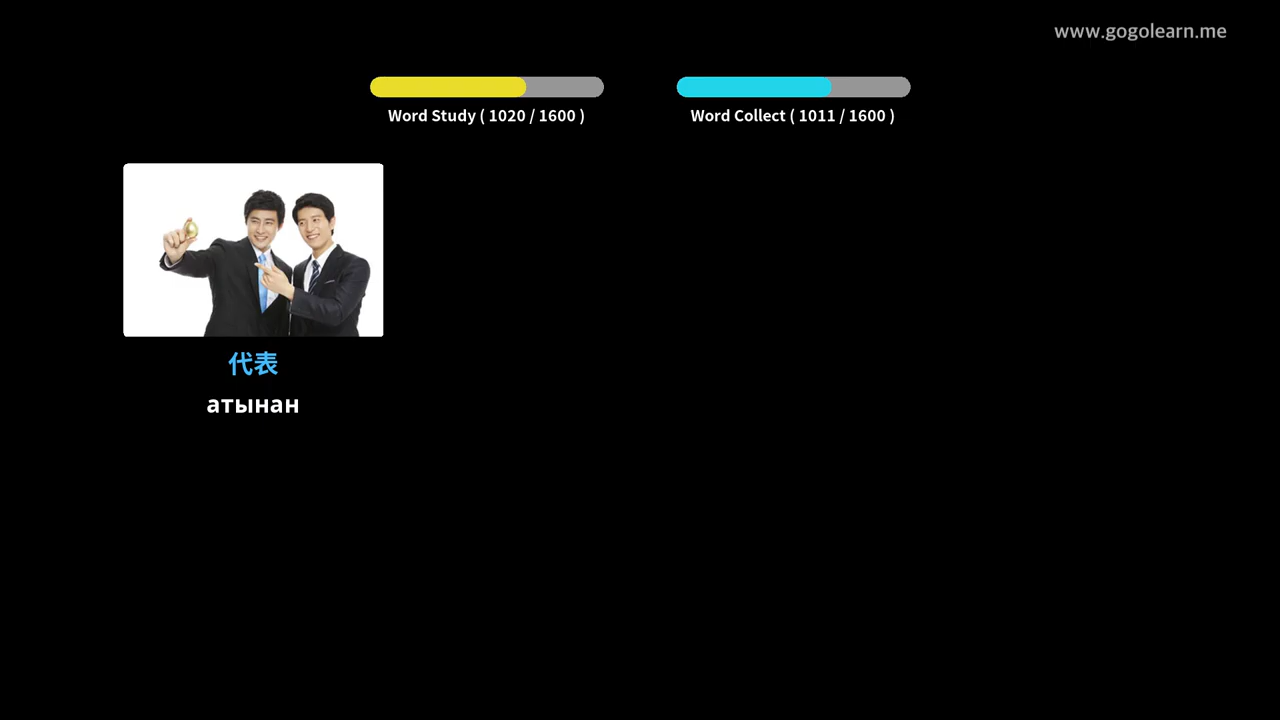 www.gogolearn.me
Word Study ( 1020 / 1600 )
Word Collect ( 1011 / 1600 )
代表
атынан